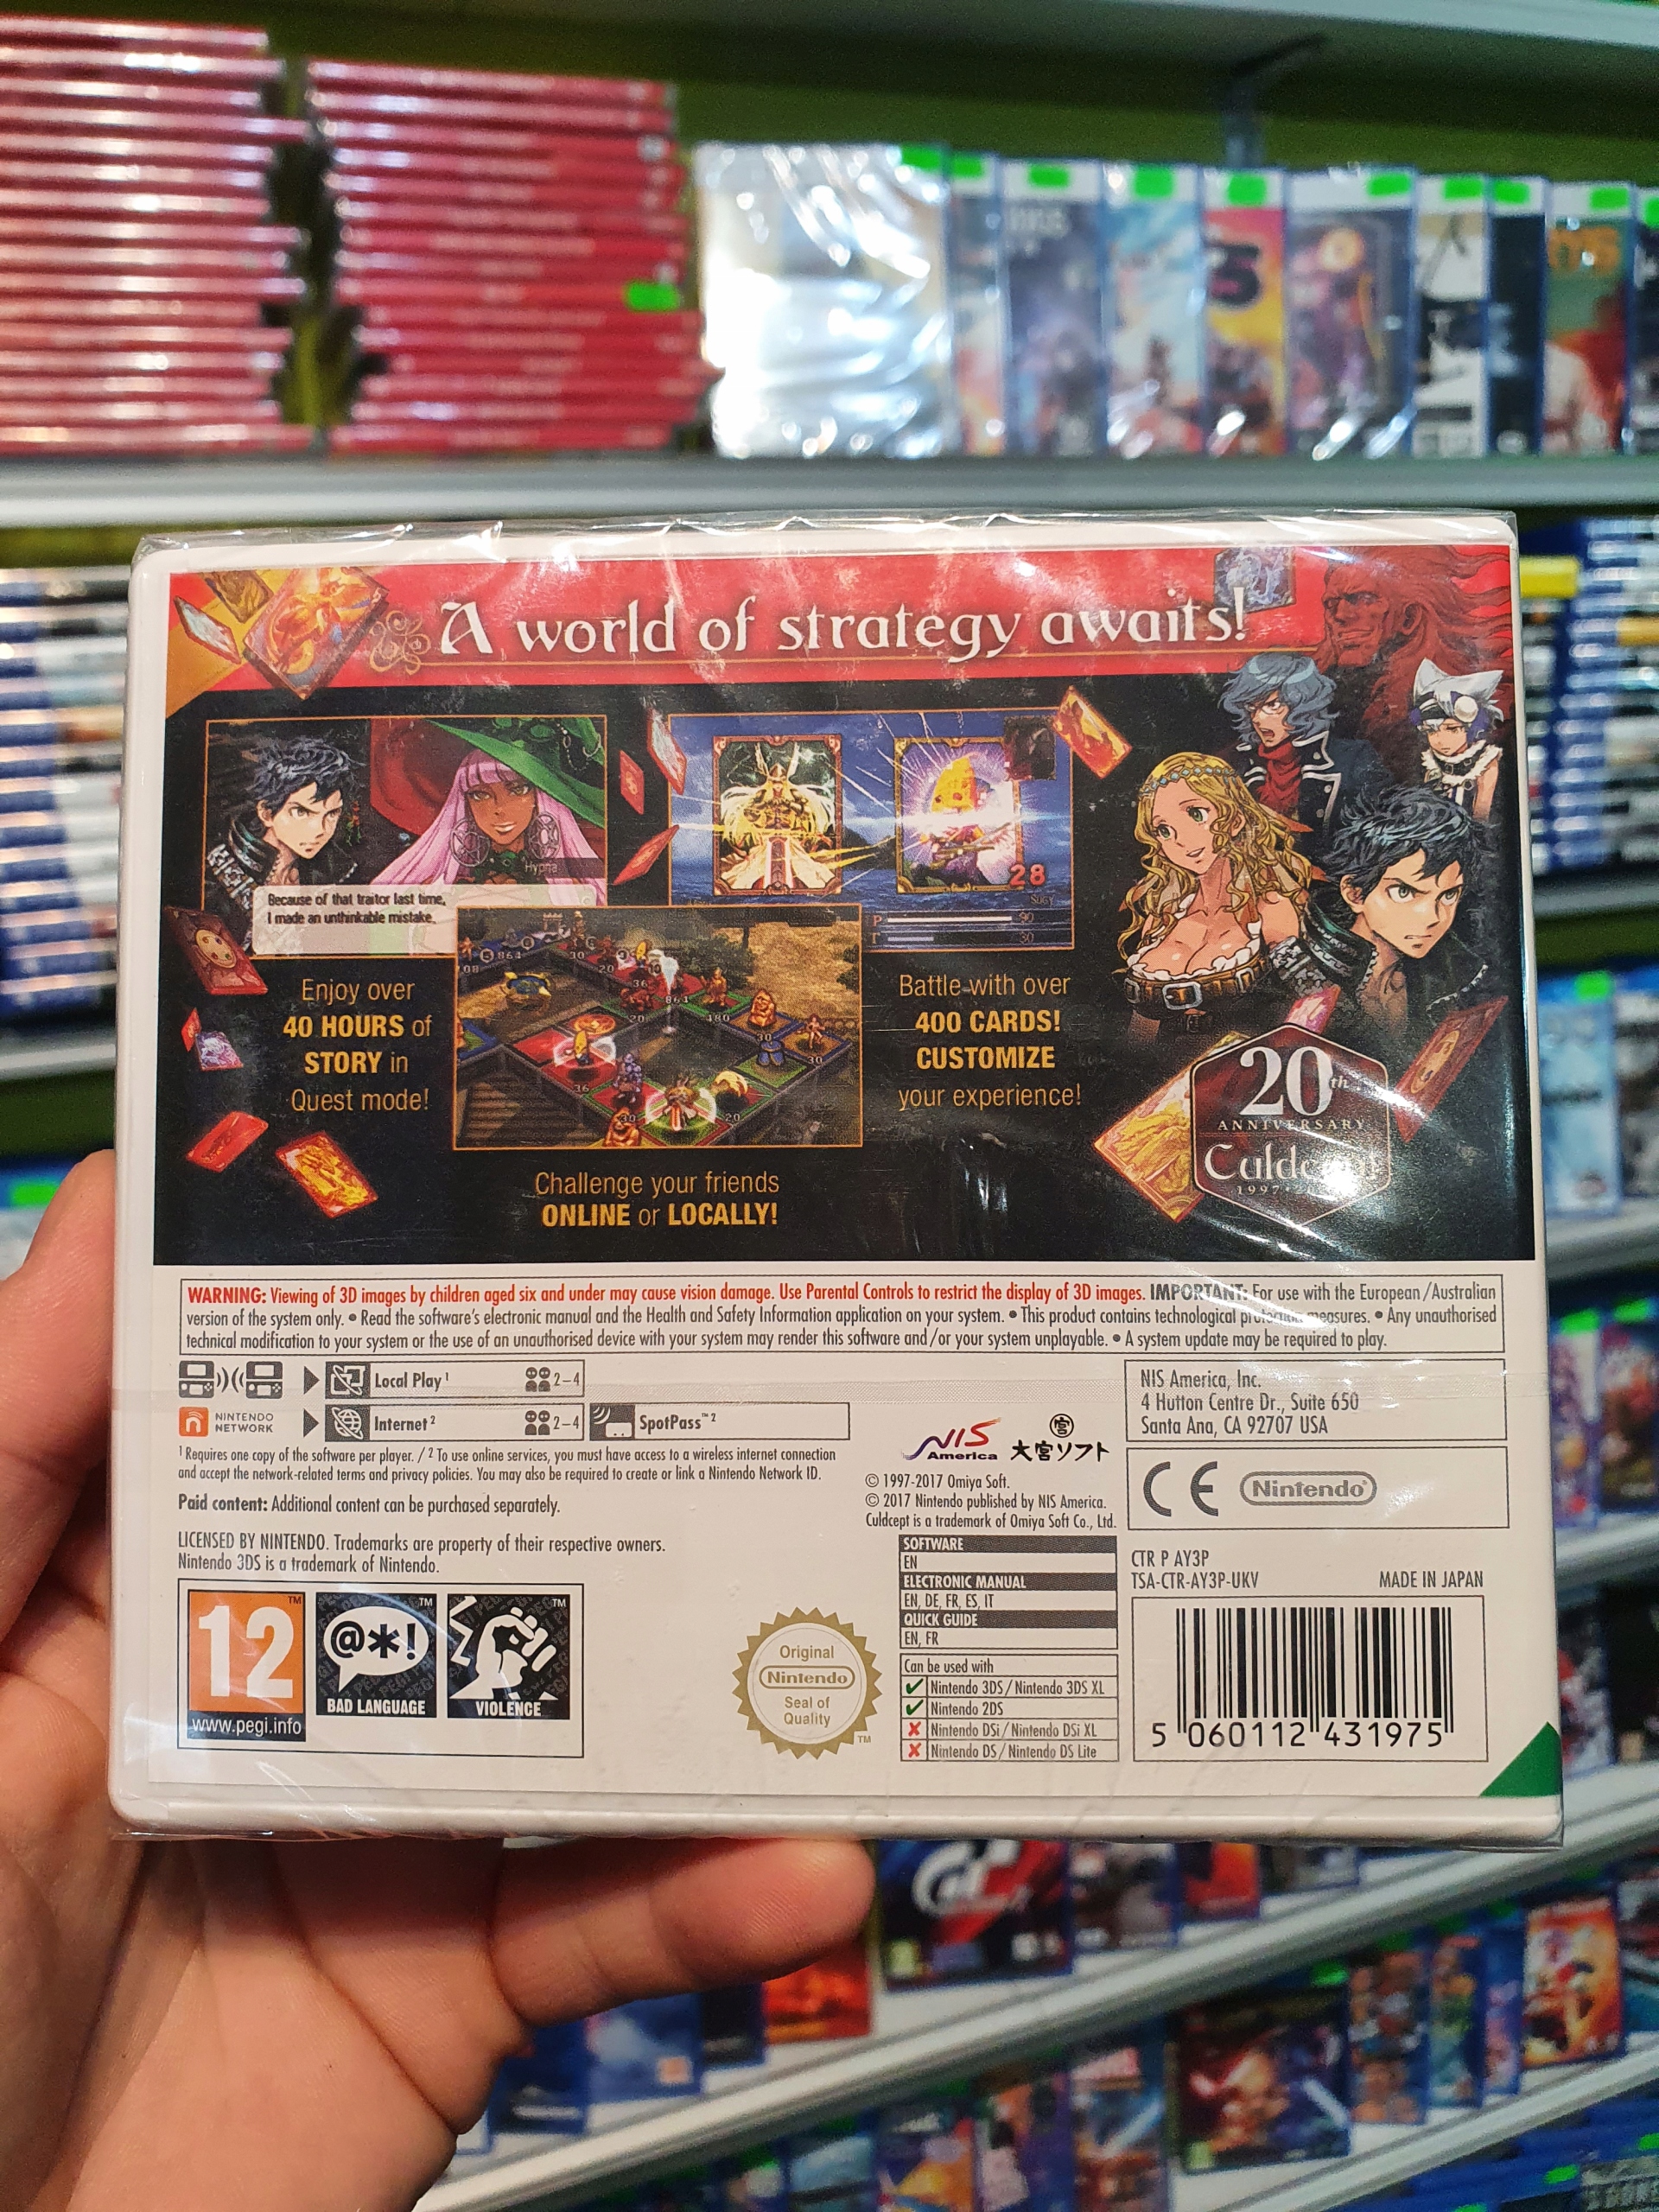 A world of strategy awaits!
Hypna
Because of that traitor last time,
I made an unthinkable mistake.
28
P 90
T 30
Enjoy over
40 HOURS of
STORY in
Quest mode!
Battle with over
400 CARDS!
CUSTOMIZE
your experience!
Challenge your friends
ONLINE or LOCALLY!
20th
ANNIVERSARY
1997
WARNING: Viewing of 3D images by children aged six and under may cause vision damage. Use Parental Controls to restrict the display of 3D images. IMPORTANT: For use with the European/Australian
version of the system only. • Read the software's electronic manual and the Health and Safety Information application on your system. • This product contains technological measures. • Any unauthorised
technical modification to your system or the use of an unauthorised device with your system may render this software and/or your system unplayable. • A system update may be required to play.
Local Play¹ 2–4
NINTENDO
NETWORK
Internet² 2–4
SpotPass™²
¹ Requires one copy of the software per player. / ² To use online services, you must have access to a wireless internet connection
and accept the network-related terms and privacy policies. You may also be required to create or link a Nintendo Network ID.
Paid content: Additional content can be purchased separately.
LICENSED BY NINTENDO. Trademarks are property of their respective owners.
Nintendo 3DS is a trademark of Nintendo.
12™
www.pegi.info
@*!™
BAD LANGUAGE
™
VIOLENCE
Original
Nintendo
Seal of
Quality
TM
NIS
America
宮
大宮ソフト
© 1997-2017 Omiya Soft.
© 2017 Nintendo published by NIS America.
Culdcept is a trademark of Omiya Soft Co., Ltd.
SOFTWARE
EN
ELECTRONIC MANUAL
EN, DE, FR, ES, IT
QUICK GUIDE
EN, FR
Can be used with
Nintendo 3DS/Nintendo 3DS XL
Nintendo 2DS
Nintendo DSi/Nintendo DSi XL
Nintendo DS/Nintendo DS Lite
NIS America, Inc.
4 Hutton Centre Dr., Suite 650
Santa Ana, CA 92707 USA
CE
Nintendo®
CTR P AY3P
TSA-CTR-AY3P-UKV
MADE IN JAPAN
5 060112 431975
GT